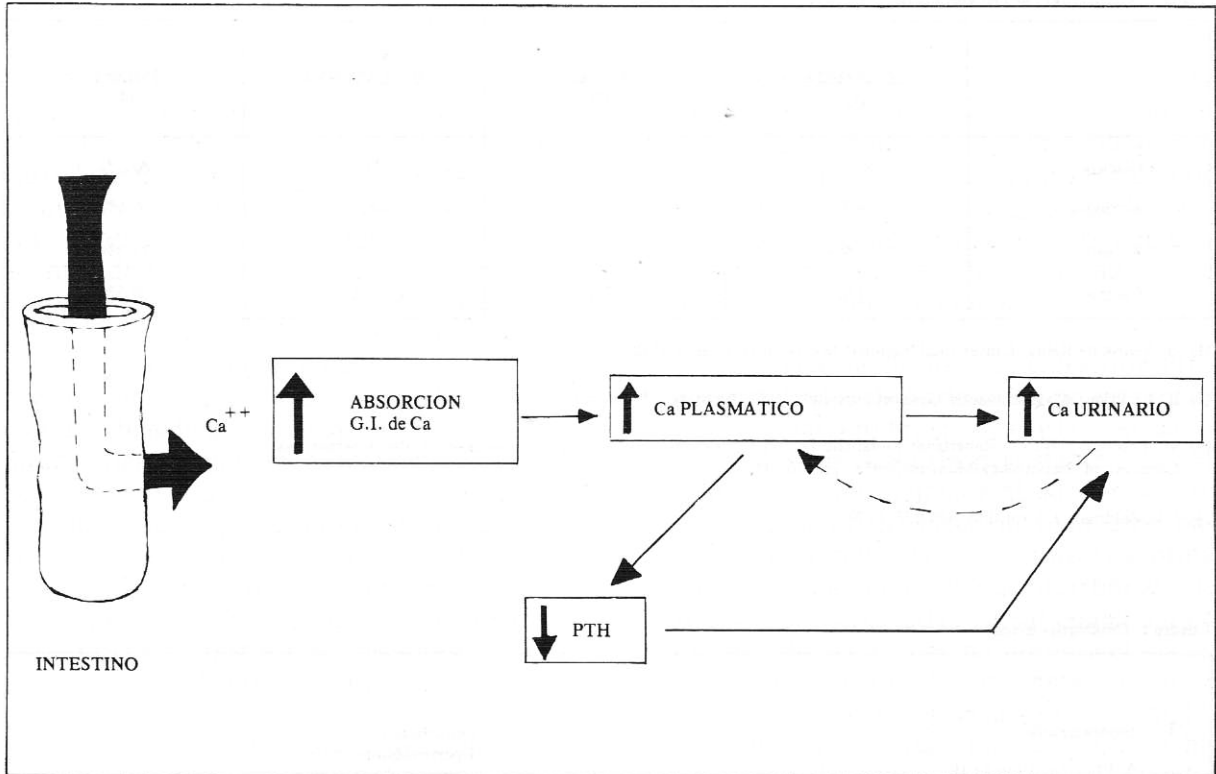 Ca++
ABSORCION
G.I. de Ca
Ca PLASMATICO
Ca URINARIO
PTH
INTESTINO